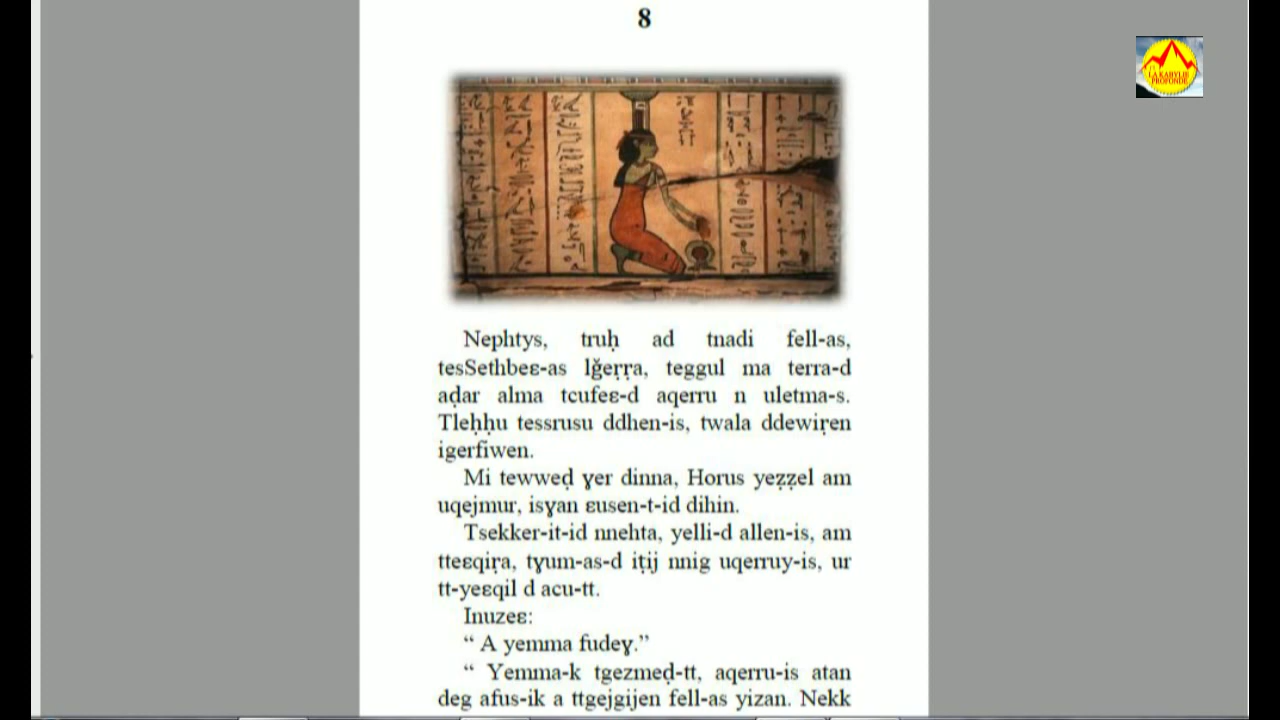 8
LA KABYLIE
PROFONDE
Nephtys, truḥ ad tnadi fell-as,
tesSethbeɛ-as lǧeṛṛa, teggul ma terra-d
aḍar alma tcufeɛ-d aqerru n uletma-s.
Tleḥḥu tessrusu ddhen-is, twala ddewiṛen
igerfiwen.
Mi tewweḍ ɣer dinna, Horus yeẓẓel am
uqejmur, isɣan ɛusen-t-id dihin.
Tsekker-it-id nnehta, yelli-d allen-is, am
tteɛqiṛa, tɣum-as-d iṭij nnig uqerruy-is, ur
tt-yeɛqil d acu-tt.
Inuzeɛ:
“ A yemma fudeɣ.”
“ Yemma-k tgezmeḍ-tt, aqerru-is atan
deg afus-ik a ttgejgijen fell-as yizan. Nekk